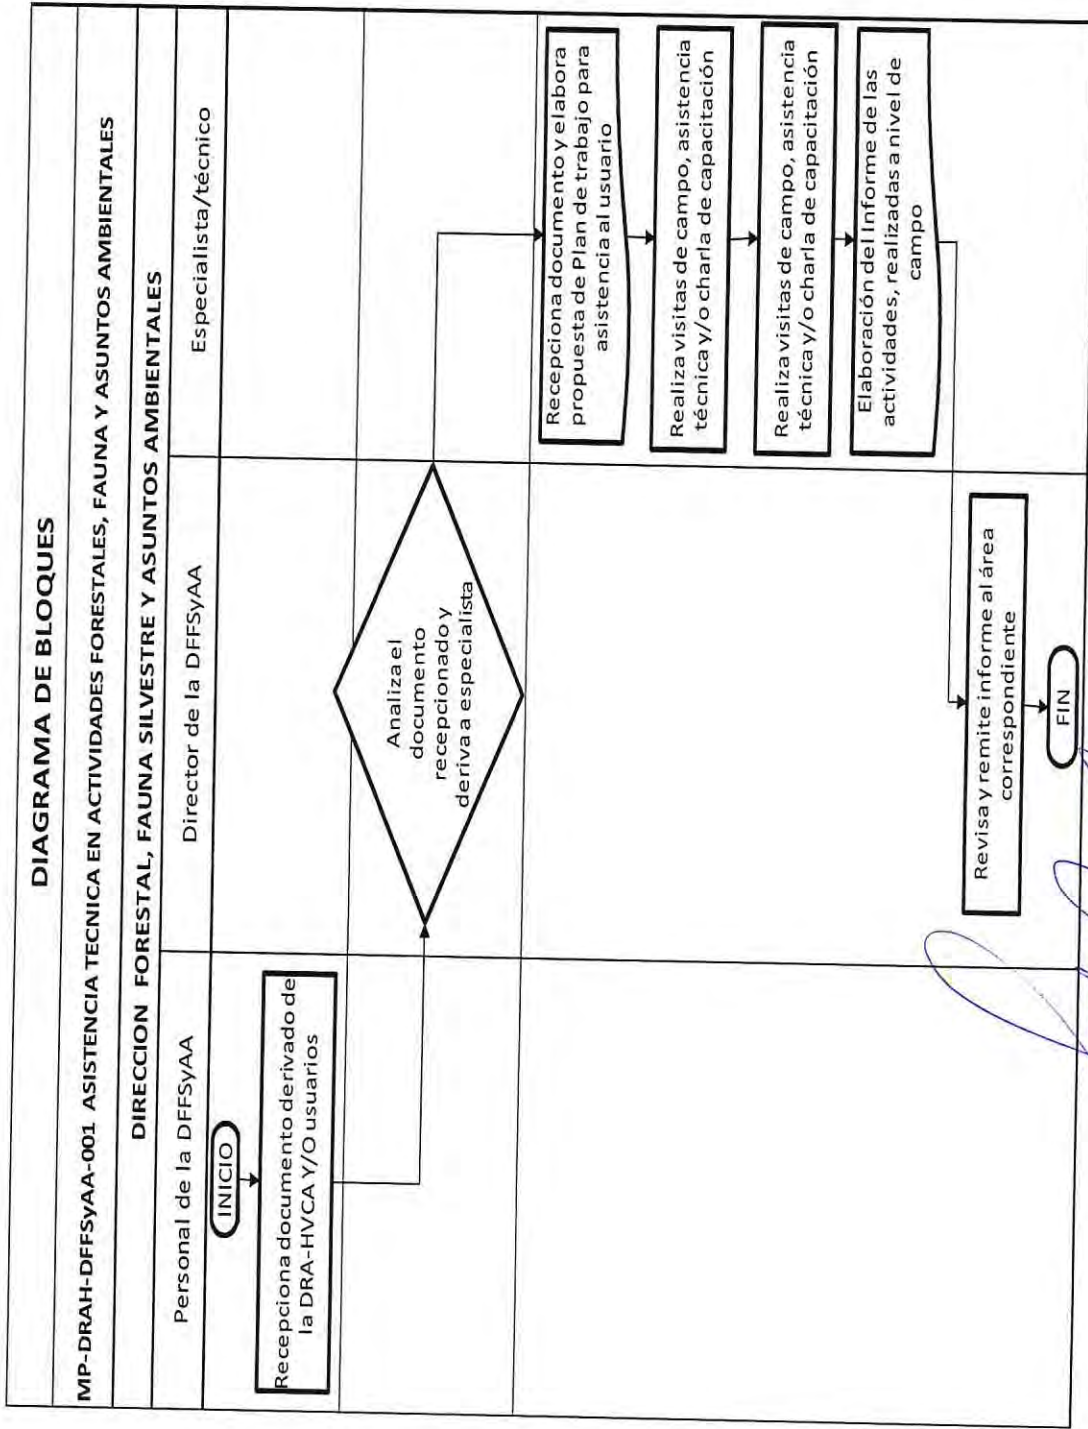 DIAGRAMA DE BLOQUES
MP-DRAH-DFFSyAA-001 ASISTENCIA TECNICA EN ACTIVIDADES FORESTALES, FAUNA Y ASUNTOS AMBIENTALES
DIRECCION FORESTAL, FAUNA SILVESTRE Y ASUNTOS AMBIENTALES
Personal de la DFFSyAA
Director de la DFFSyAA
Especialista/técnico
INICIO
Recepciona documento derivado de
la DRA-HVCA Y/O usuarios
Analiza el
documento
recepcionado y
deriva a especialista
Recepciona documento y elabora
propuesta de Plan de trabajo para
asistencia al usuario
Realiza visitas de campo, asistencia
técnica y/o charla de capacitación
Realiza visitas de campo, asistencia
técnica y/o charla de capacitación
Elaboración del Informe de las
actividades, realizadas a nivel de
campo
Revisa y remite informe al área
correspondiente
FIN